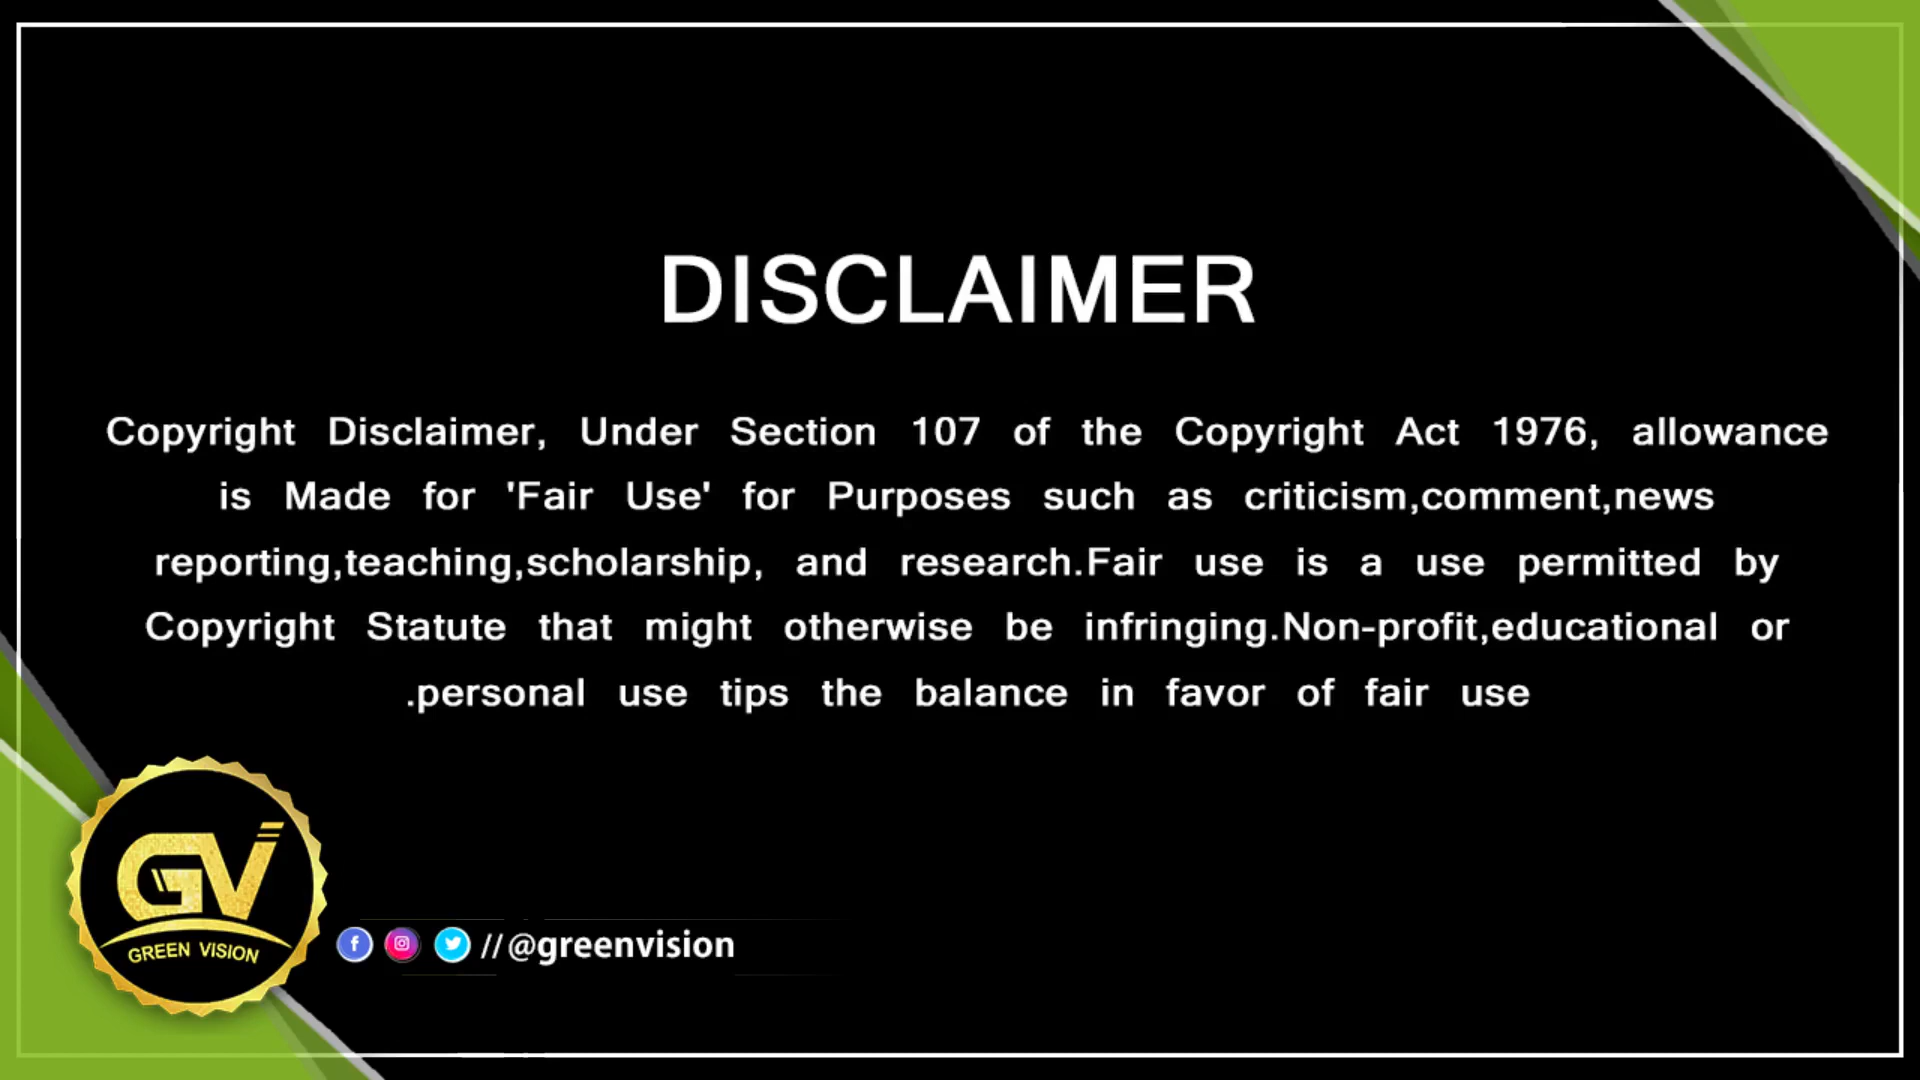 DISCLAIMER
Copyright Disclaimer, Under Section 107 of the Copyright Act 1976, allowance
is Made for 'Fair Use' for Purposes such as criticism,comment,news
reporting,teaching,scholarship, and research.Fair use is a use permitted by
Copyright Statute that might otherwise be infringing.Non-profit,educational or
.personal use tips the balance in favor of fair use
GV
GREEN VISION
//@greenvision